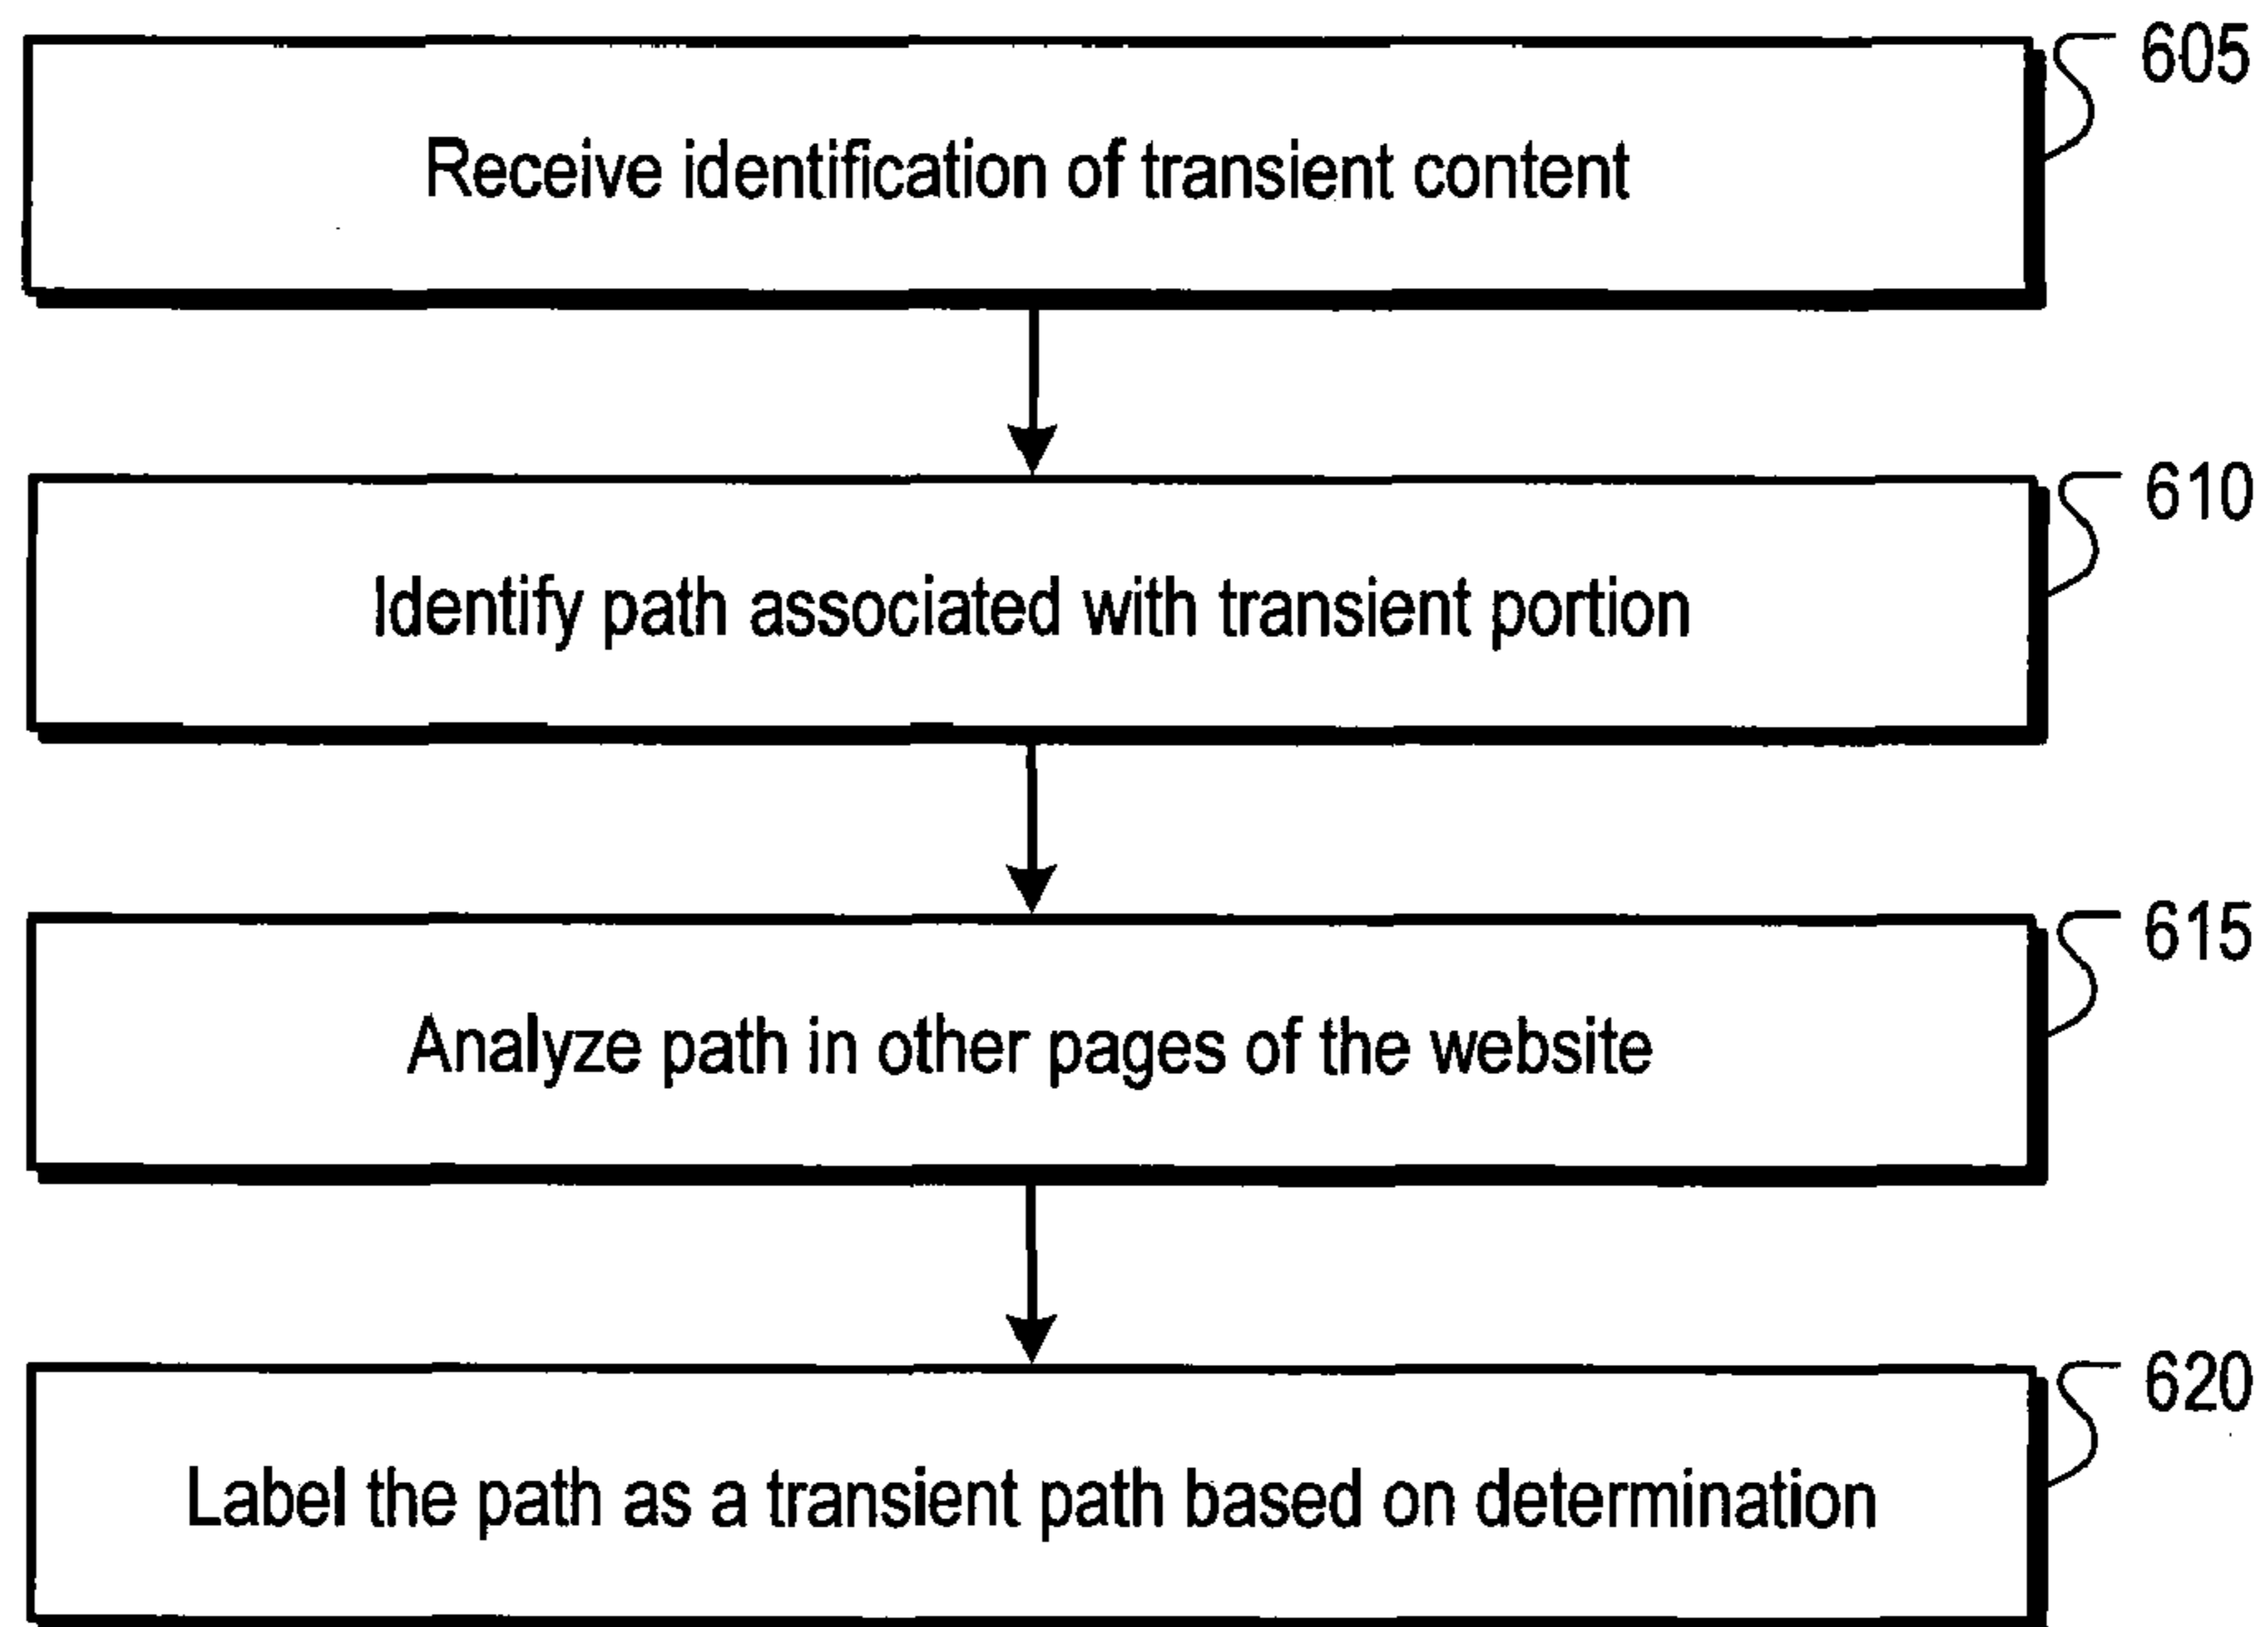 605
Receive identification of transient content
610
Identify path associated with transient portion
615
Analyze path in other pages of the website
620
Label the path as a transient path based on determination